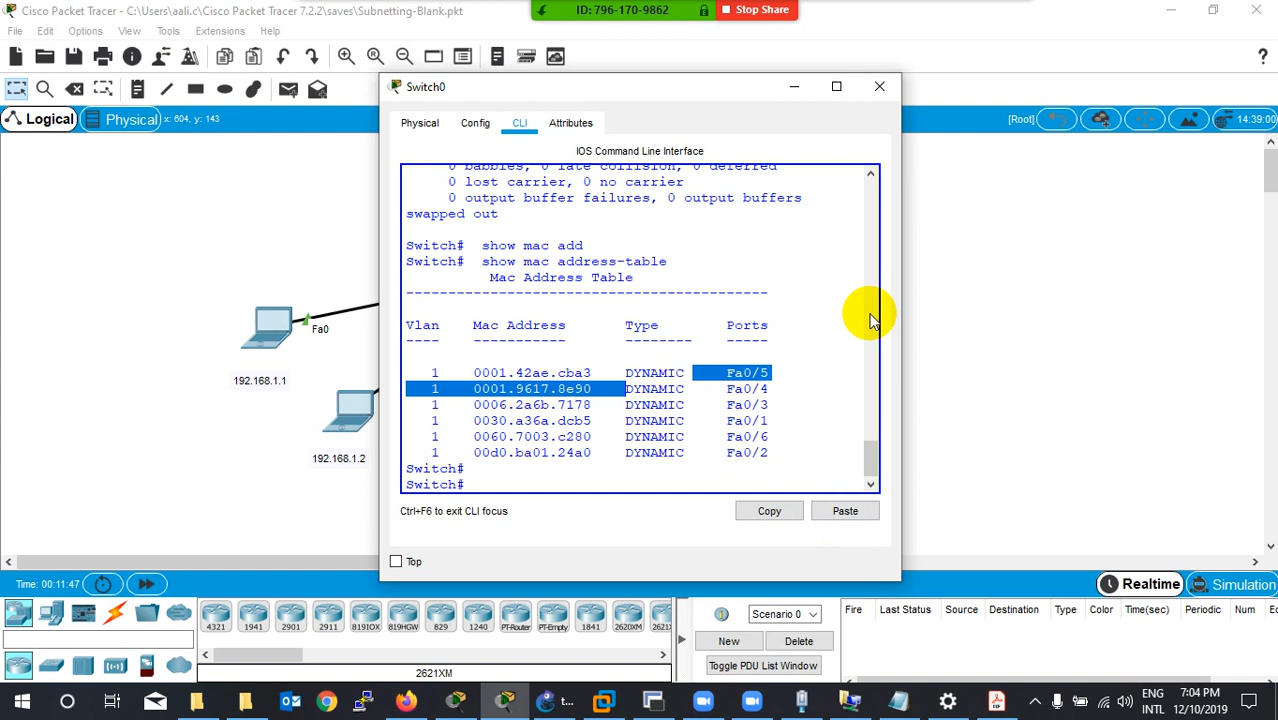 Cisco Packet Tracer - C:\Users\aali.c\Cisco Packet Tracer 7.2.2\saves\Subnetting-Blank.pkt
ID: 796-170-9862
Stop Share
File Edit Options View Tools Extensions Help
Logical Physical x: 604, y: 143
[Root] 14:39:00
Switch0
Physical Config CLI Attributes
IOS Command Line Interface
0 babbles, 0 late collision, 0 deferred
0 lost carrier, 0 no carrier
0 output buffer failures, 0 output buffers
swapped out
Switch# show mac add
Switch# show mac address-table
Mac Address Table
-------------------------------------------
Vlan Mac Address Type Ports
---- ----------- -------- -----
1 0001.42ae.cba3 DYNAMIC Fa0/5
1 0001.9617.8e90 DYNAMIC Fa0/4
1 0006.2a6b.7178 DYNAMIC Fa0/3
1 0030.a36a.dcb5 DYNAMIC Fa0/1
1 0060.7003.c280 DYNAMIC Fa0/6
1 00d0.ba01.24a0 DYNAMIC Fa0/2
Switch#
Switch#
Ctrl+F6 to exit CLI focus
Copy Paste
Top
Fa0
192.168.1.1
192.168.1.2
Time: 00:11:47
Realtime Simulation
4321 1941 2901 2911 819IOX 819HGW 829 1240 PT-Router PT-Empty 1841 2620XM 2621X
2621XM
Scenario 0
New Delete
Toggle PDU List Window
Fire Last Status Source Destination Type Color Time(sec) Periodic Num Ec
t...
ENG
INTL
7:04 PM
12/10/2019